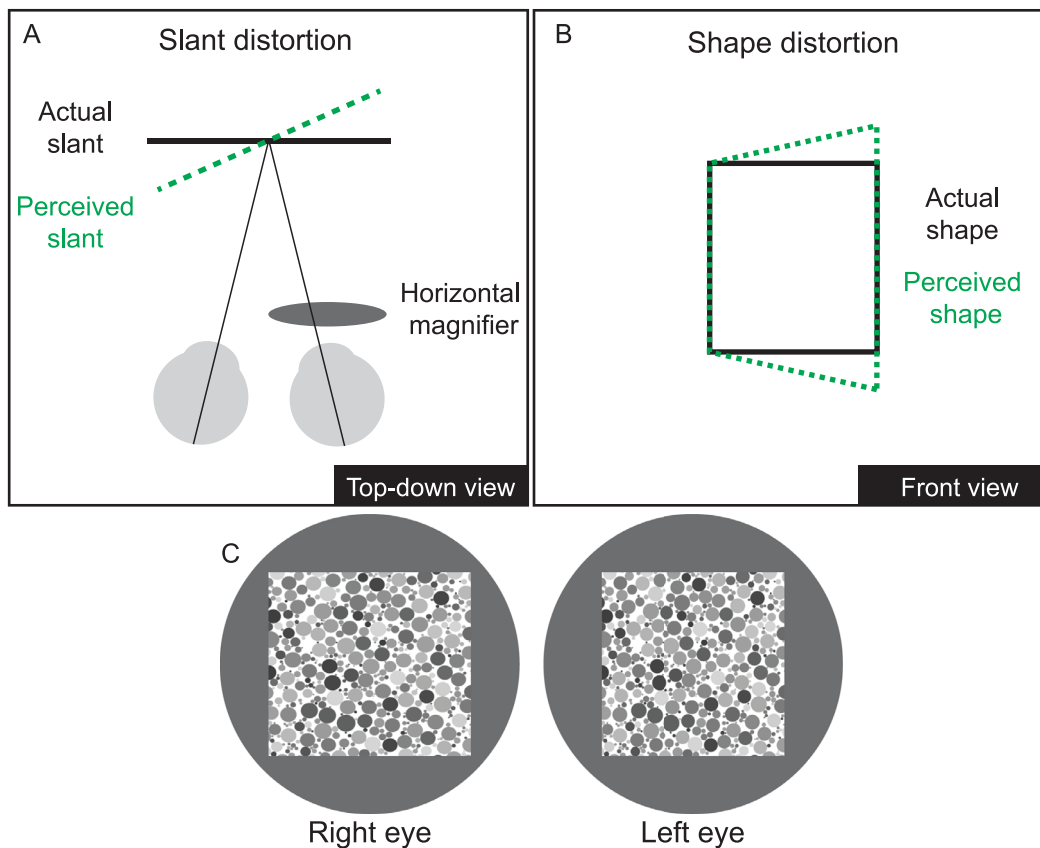 A
Slant distortion
Actual
slant
Perceived
slant
Horizontal
magnifier
Top-down view
B
Shape distortion
Actual
shape
Perceived
shape
Front view
C
Right eye
Left eye